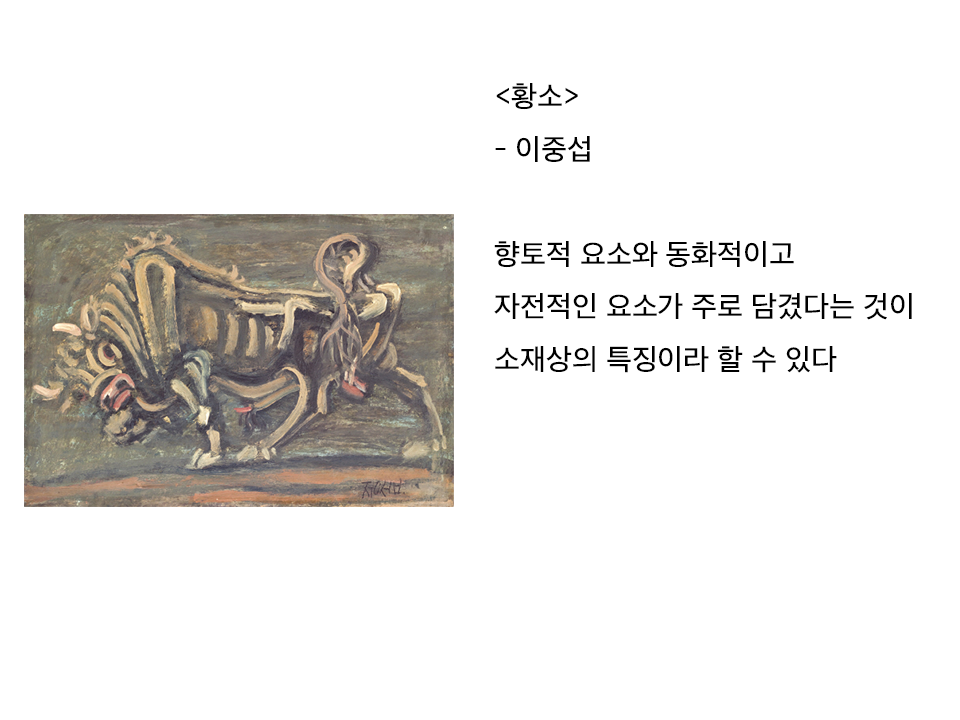 <황소>
- 이중섭
향토적 요소와 동화적이고
자전적인 요소가 주로 담겼다는 것이
소재상의 특징이라 할 수 있다